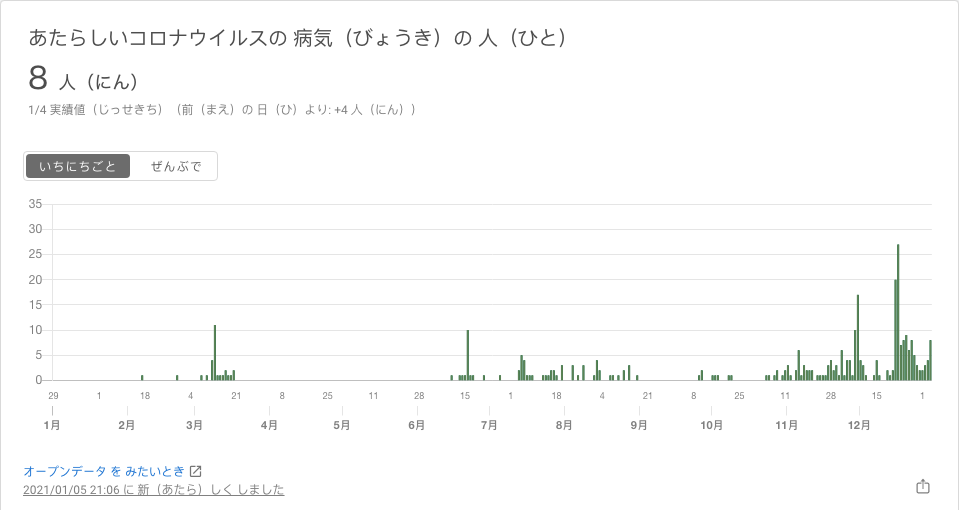 あたらしいコロナウイルスの 病気（びょうき）の 人（ひと）
8 人（にん）
1/4 実績値（じっせきち）（前（まえ）の 日（ひ）より: +4 人（にん））
いちにちごと ぜんぶで
35
30
25
20
15
10
5
0
29 1 18 4 21 8 25 11 28 15 1 18 4 21 8 25 11 28 15 1
1月 2月 3月 4月 5月 6月 7月 8月 9月 10月 11月 12月
オープンデータ を みたいとき
2021/01/05 21:06 に 新（あたら）しく しました